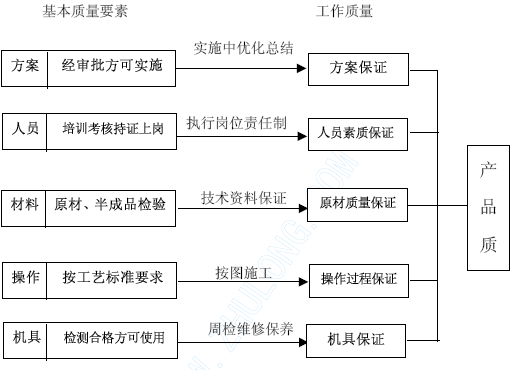 基本质量要素 工作质量
实施中优化总结
方案 经审批方可实施 方案保证
执行岗位责任制
人员 培训考核持证上岗 人员素质保证
技术资料保证
材料 原材、半成品检验 原材质量保证
产
品
质
按图施工
操作 按工艺标准要求 操作过程保证
周检维修保养
机具 检测合格方可使用 机具保证